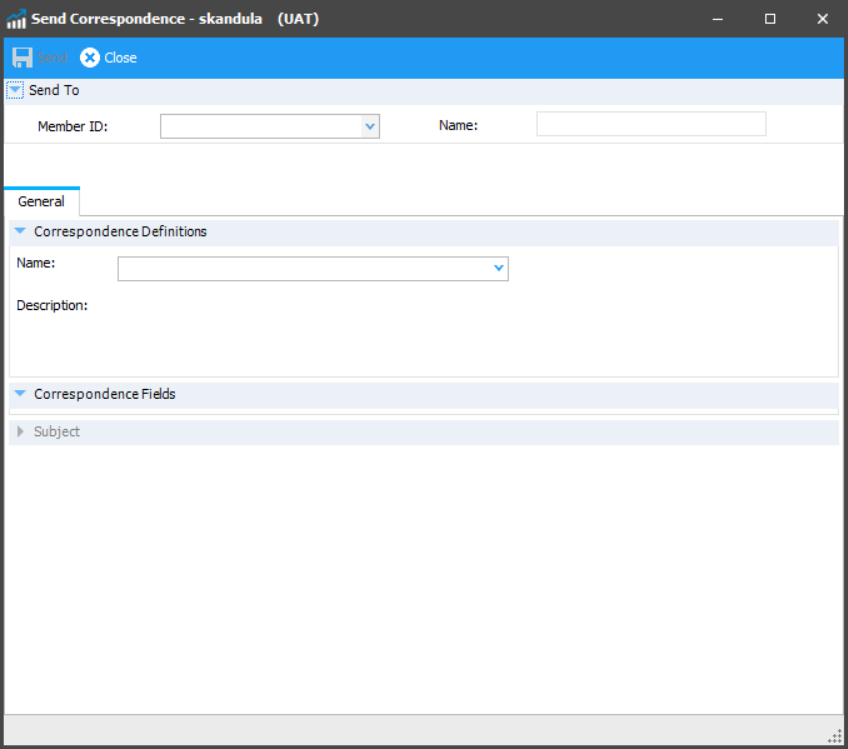 Send Correspondence - skandula (UAT)
Send Close
Send To
Member ID: Name:
General
Correspondence Definitions
Name:
Description:
Correspondence Fields
Subject